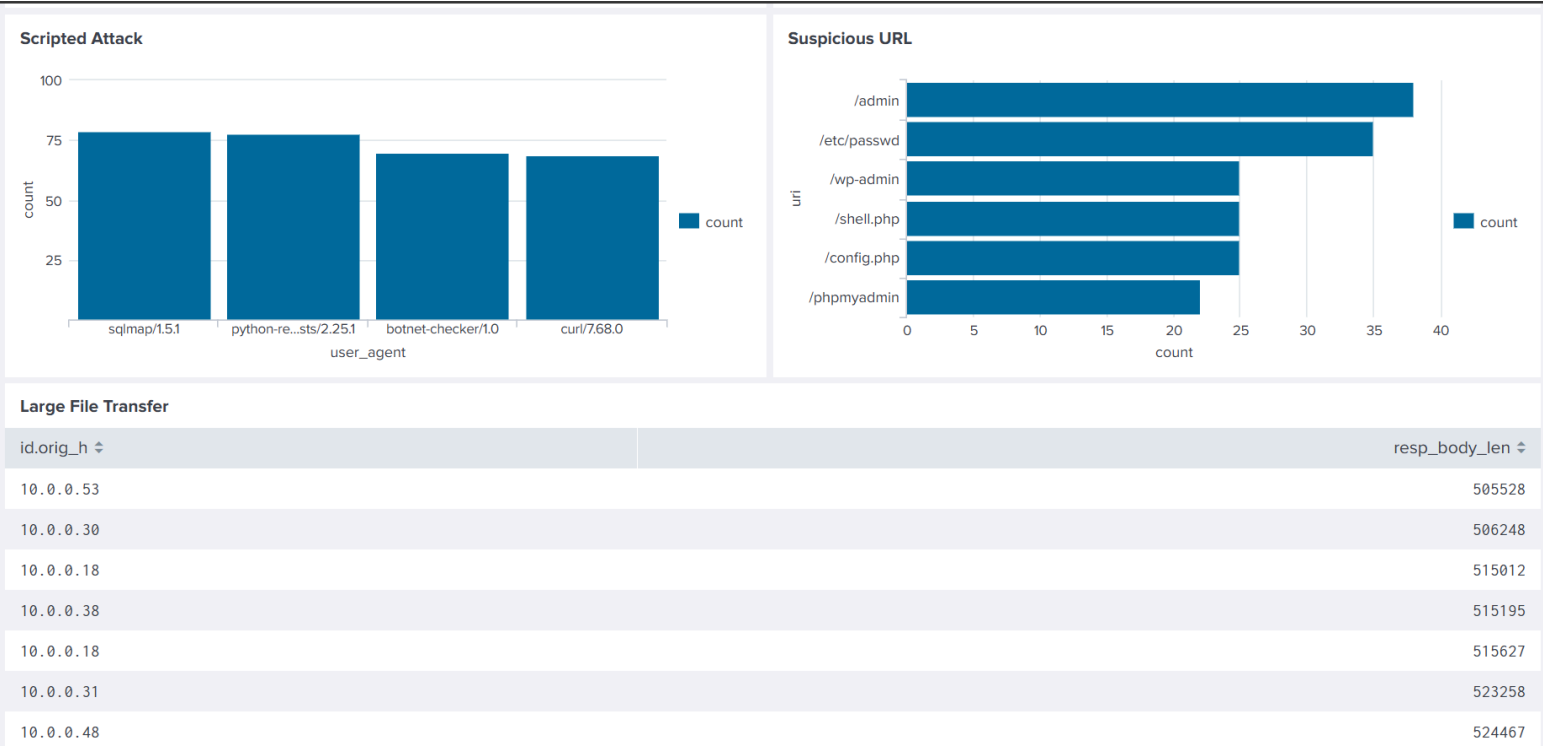 Scripted Attack
100
75
50
25
count
sqlmap/1.5.1 python-re...sts/2.25.1 botnet-checker/1.0 curl/7.68.0
user_agent
count
Suspicious URL
uri
/admin
/etc/passwd
/wp-admin
/shell.php
/config.php
/phpmyadmin
0 5 10 15 20 25 30 35 40
count
count
Large File Transfer
id.orig_h resp_body_len
10.0.0.53 505528
10.0.0.30 506248
10.0.0.18 515012
10.0.0.38 515195
10.0.0.18 515627
10.0.0.31 523258
10.0.0.48 524467